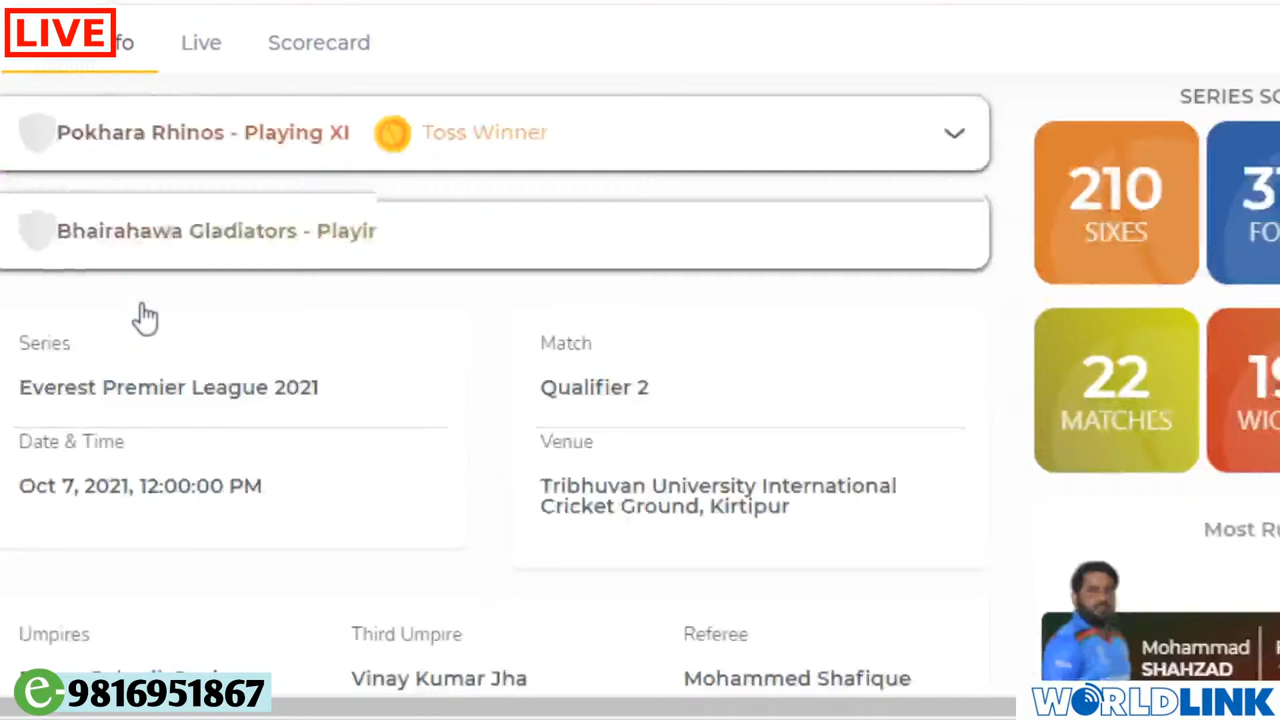 LIVE
fo Live Scorecard
Pokhara Rhinos - Playing XI Toss Winner
Bhairahawa Gladiators - Playir
SERIES SC
210
SIXES
FO
22
MATCHES
WIC
Series
Everest Premier League 2021
Date & Time
Oct 7, 2021, 12:00:00 PM
Match
Qualifier 2
Venue
Tribhuvan University International
Cricket Ground, Kirtipur
Most Ru
Mohammad
SHAHZAD
Umpires
Third Umpire
Vinay Kumar Jha
Referee
Mohammed Shafique
e-9816951867
WORLDLINK